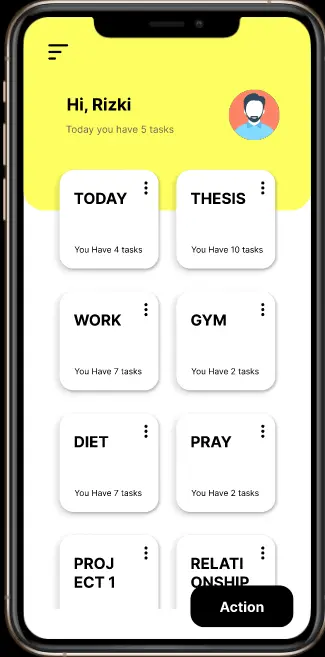 Hi, Rizki
Today you have 5 tasks
TODAY
You Have 4 tasks
THESIS
You Have 10 tasks
WORK
You Have 7 tasks
GYM
You Have 2 tasks
DIET
You Have 7 tasks
PRAY
You Have 2 tasks
PROJ
ECT 1
RELATI
ONSHIP
Action